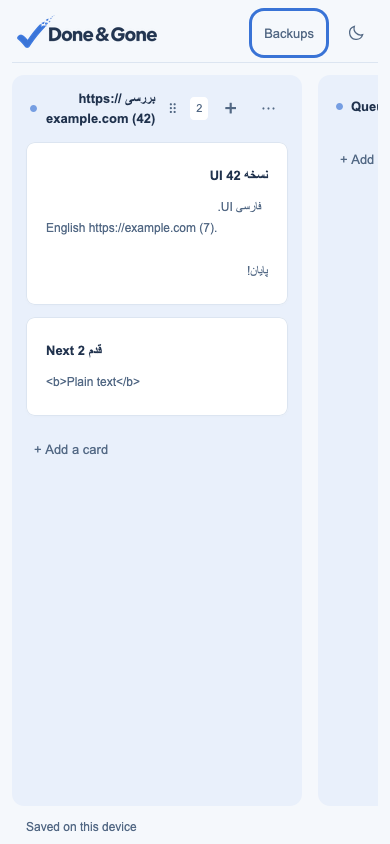 Done & Gone
Backups
بررسی https://
example.com (42)
2
نسخه 42 UI
فارسی UI.
English https://example.com (7).
پایان!
Next 2 قدم
<b>Plain text</b>
+ Add a card
Saved on this device
+ Add